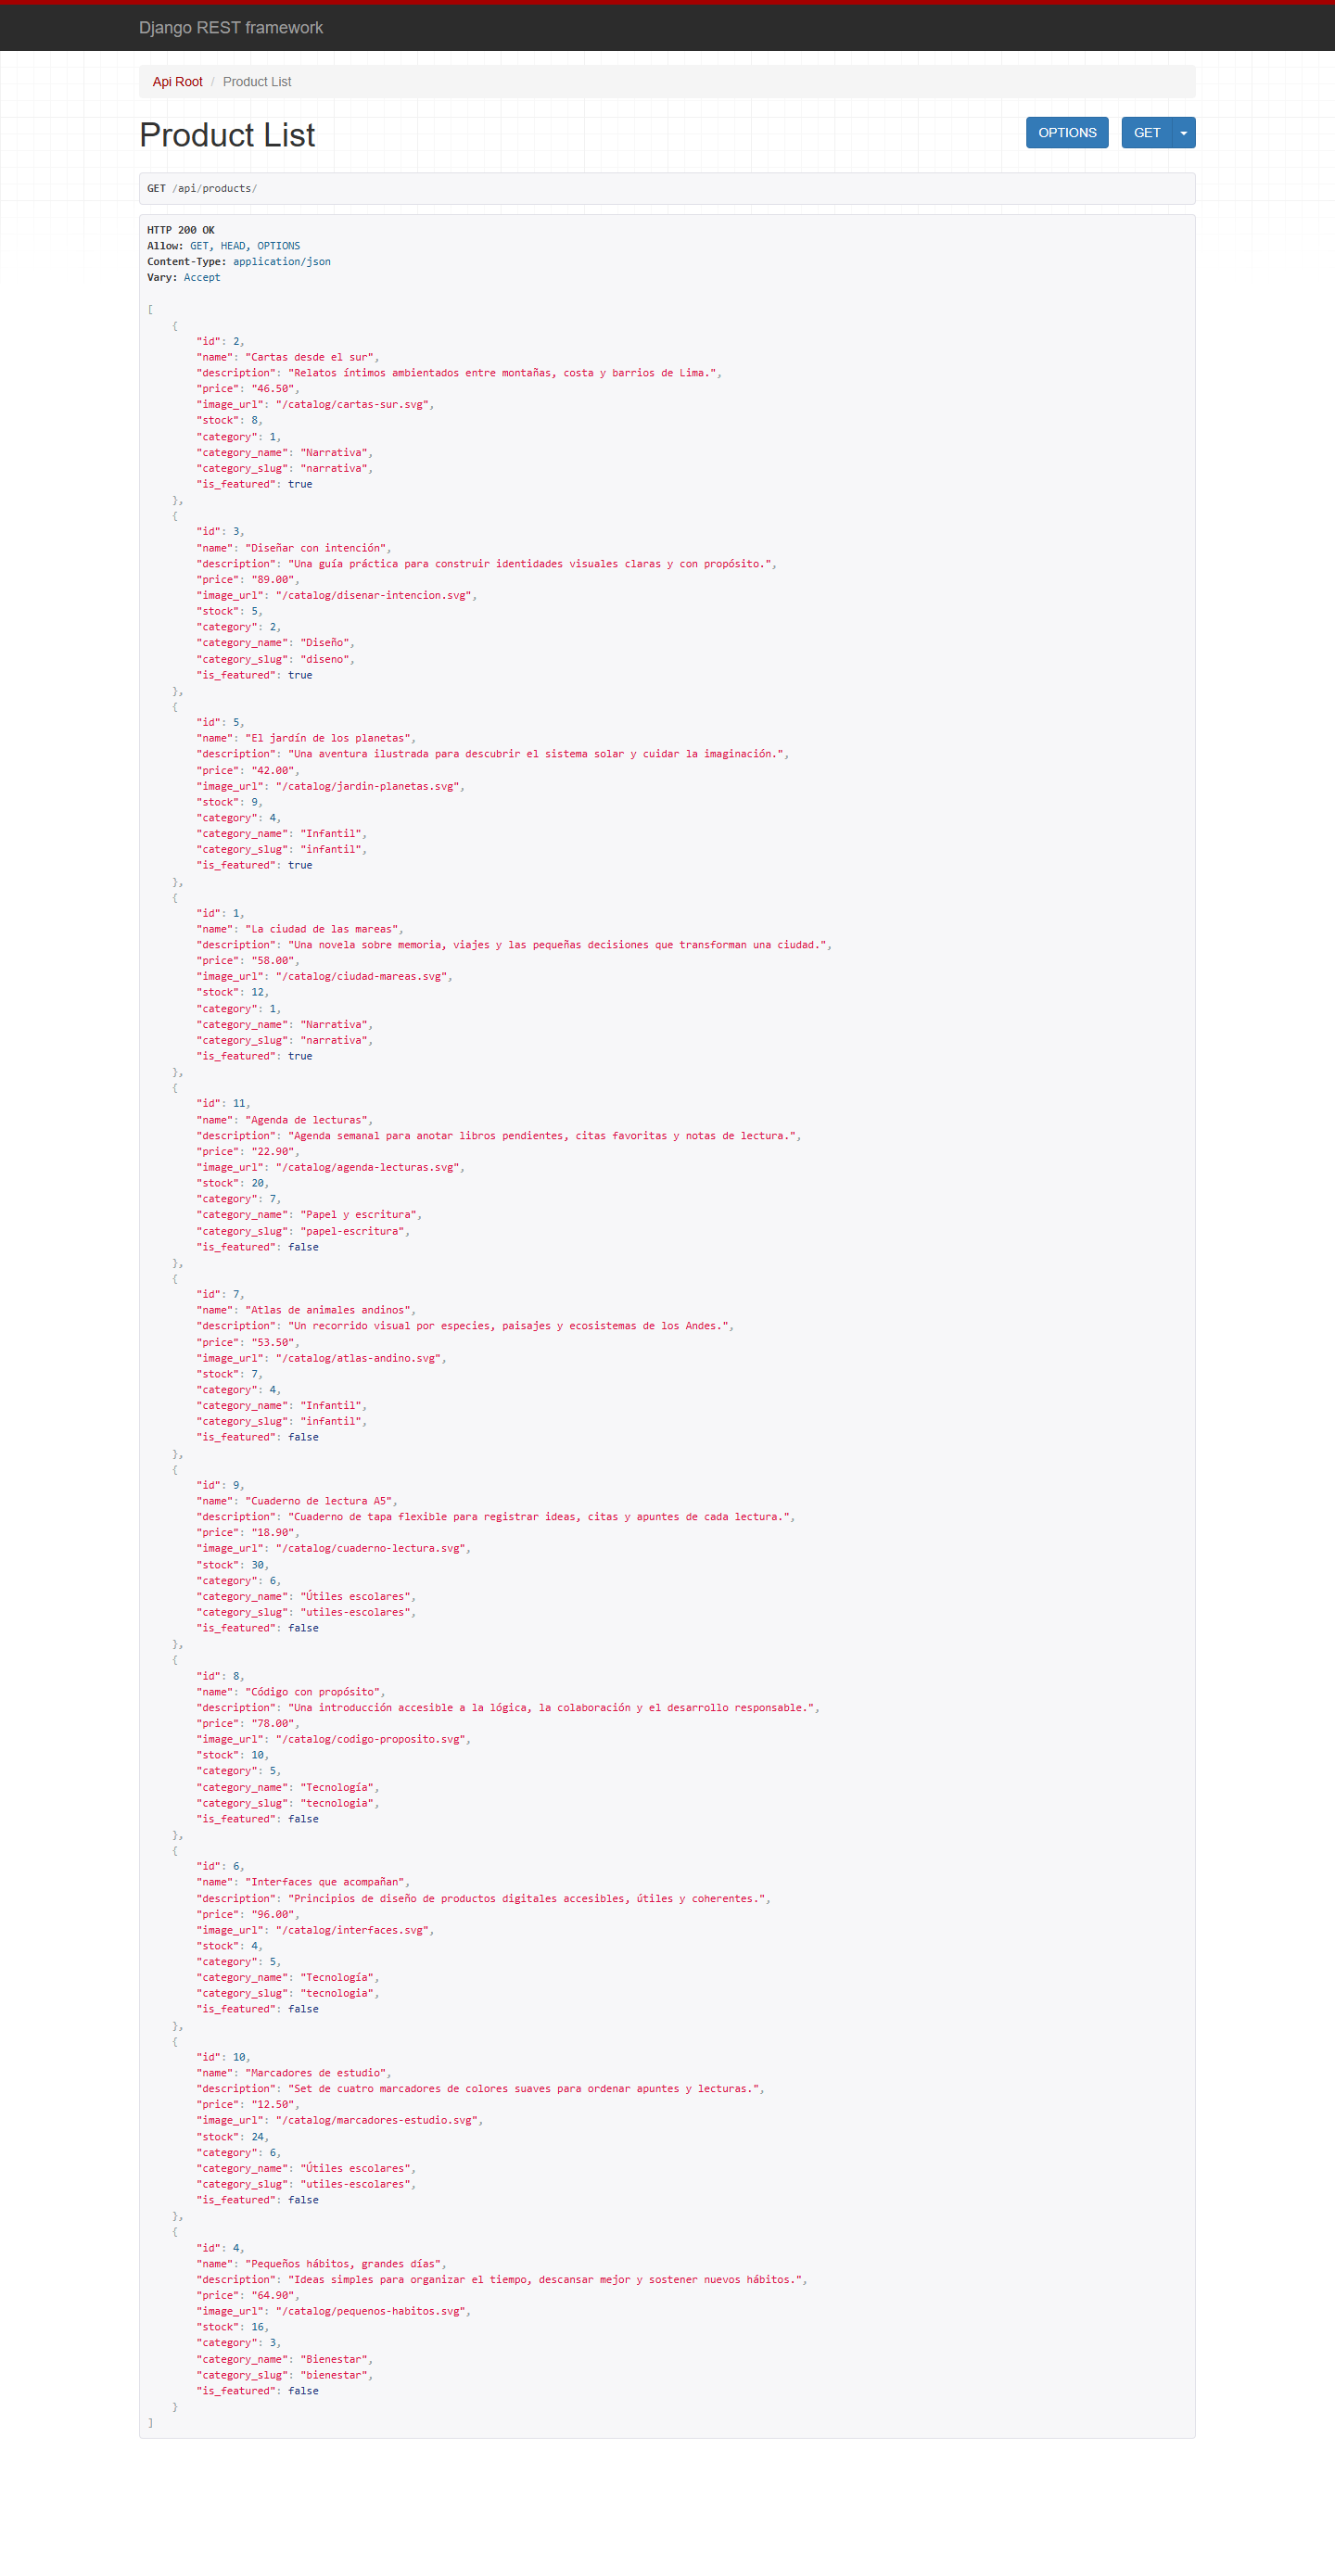 Django REST framework
Api Root / Product List
Product List
OPTIONS
GET
GET /api/products/
HTTP 200 OK
Allow: GET, HEAD, OPTIONS
Content-Type: application/json
Vary: Accept
[
    {
        "id": 2,
        "name": "Cartas desde el sur",
        "description": "Relatos íntimos ambientados entre montañas, costa y barrios de Lima.",
        "price": "46.50",
        "image_url": "/catalog/cartas-sur.svg",
        "stock": 8,
        "category": 1,
        "category_name": "Narrativa",
        "category_slug": "narrativa",
        "is_featured": true
    },
    {
        "id": 3,
        "name": "Diseñar con intención",
        "description": "Una guía práctica para construir identidades visuales claras y con propósito.",
        "price": "89.00",
        "image_url": "/catalog/disenar-intencion.svg",
        "stock": 5,
        "category": 2,
        "category_name": "Diseño",
        "category_slug": "diseno",
        "is_featured": true
    },
    {
        "id": 5,
        "name": "El jardín de los planetas",
        "description": "Una aventura ilustrada para descubrir el sistema solar y cuidar la imaginación.",
        "price": "42.00",
        "image_url": "/catalog/jardin-planetas.svg",
        "stock": 9,
        "category": 4,
        "category_name": "Infantil",
        "category_slug": "infantil",
        "is_featured": true
    },
    {
        "id": 1,
        "name": "La ciudad de las mareas",
        "description": "Una novela sobre memoria, viajes y las pequeñas decisiones que transforman una ciudad.",
        "price": "58.00",
        "image_url": "/catalog/ciudad-mareas.svg",
        "stock": 12,
        "category": 1,
        "category_name": "Narrativa",
        "category_slug": "narrativa",
        "is_featured": true
    },
    {
        "id": 11,
        "name": "Agenda de lecturas",
        "description": "Agenda semanal para anotar libros pendientes, citas favoritas y notas de lectura.",
        "price": "22.90",
        "image_url": "/catalog/agenda-lecturas.svg",
        "stock": 20,
        "category": 7,
        "category_name": "Papel y escritura",
        "category_slug": "papel-escritura",
        "is_featured": false
    },
    {
        "id": 7,
        "name": "Atlas de animales andinos",
        "description": "Un recorrido visual por especies, paisajes y ecosistemas de los Andes.",
        "price": "53.50",
        "image_url": "/catalog/atlas-andino.svg",
        "stock": 7,
        "category": 4,
        "category_name": "Infantil",
        "category_slug": "infantil",
        "is_featured": false
    },
    {
        "id": 9,
        "name": "Cuaderno de lectura A5",
        "description": "Cuaderno de tapa flexible para registrar ideas, citas y apuntes de cada lectura.",
        "price": "18.90",
        "image_url": "/catalog/cuaderno-lectura.svg",
        "stock": 30,
        "category": 6,
        "category_name": "Útiles escolares",
        "category_slug": "utiles-escolares",
        "is_featured": false
    },
    {
        "id": 8,
        "name": "Código con propósito",
        "description": "Una introducción accesible a la lógica, la colaboración y el desarrollo responsable.",
        "price": "78.00",
        "image_url": "/catalog/codigo-proposito.svg",
        "stock": 10,
        "category": 5,
        "category_name": "Tecnología",
        "category_slug": "tecnologia",
        "is_featured": false
    },
    {
        "id": 6,
        "name": "Interfaces que acompañan",
        "description": "Principios de diseño de productos digitales accesibles, útiles y coherentes.",
        "price": "96.00",
        "image_url": "/catalog/interfaces.svg",
        "stock": 4,
        "category": 5,
        "category_name": "Tecnología",
        "category_slug": "tecnologia",
        "is_featured": false
    },
    {
        "id": 10,
        "name": "Marcadores de estudio",
        "description": "Set de cuatro marcadores de colores suaves para ordenar apuntes y lecturas.",
        "price": "12.50",
        "image_url": "/catalog/marcadores-estudio.svg",
        "stock": 24,
        "category": 6,
        "category_name": "Útiles escolares",
        "category_slug": "utiles-escolares",
        "is_featured": false
    },
    {
        "id": 4,
        "name": "Pequeños hábitos, grandes días",
        "description": "Ideas simples para organizar el tiempo, descansar mejor y sostener nuevos hábitos.",
        "price": "64.90",
        "image_url": "/catalog/pequenos-habitos.svg",
        "stock": 16,
        "category": 3,
        "category_name": "Bienestar",
        "category_slug": "bienestar",
        "is_featured": false
    }
]